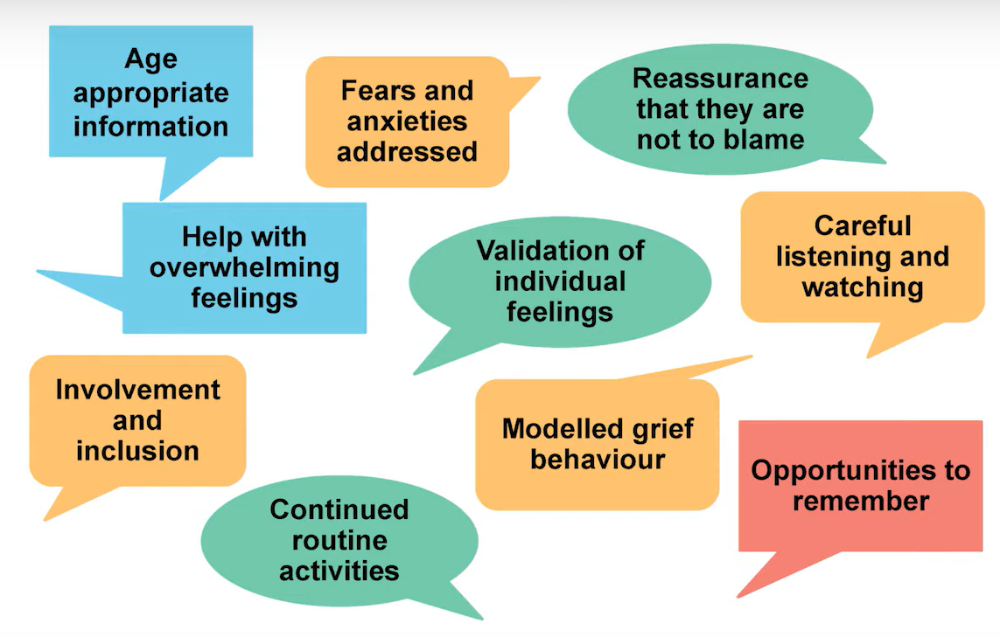 Age
appropriate
information
Fears and
anxieties
addressed
Reassurance
that they are
not to blame
Help with
overwhelming
feelings
Validation of
individual
feelings
Careful
listening and
watching
Involvement
and
inclusion
Modelled grief
behaviour
Opportunities to
remember
Continued
routine
activities